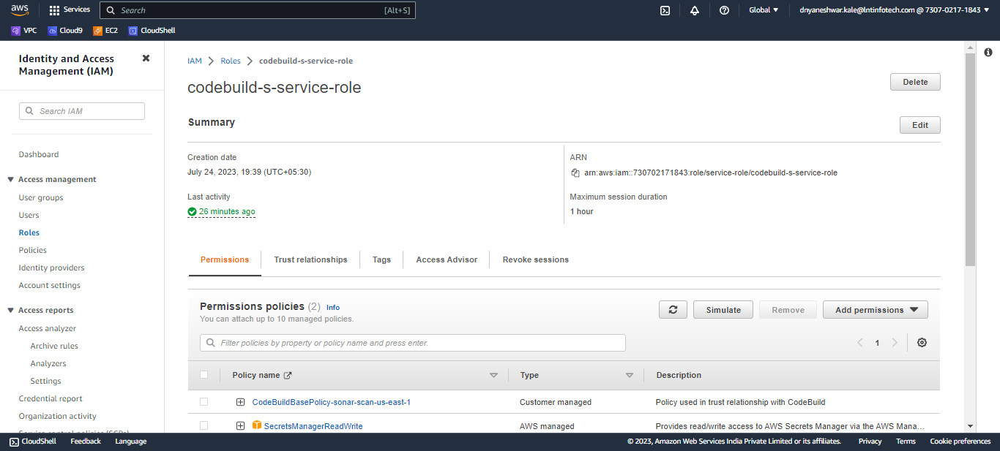 aws
Services
Search
[Alt+S]
Global
dnyaneshwar.kale@lntinfotech.com @ 7307-0217-1843
VPC
Cloud9
EC2
CloudShell
Identity and Access
Management (IAM)
Search IAM
Dashboard
Access management
User groups
Users
Roles
Policies
Identity providers
Account settings
Access reports
Access analyzer
Archive rules
Analyzers
Settings
Credential report
Organization activity
Service control policies (SCPs)
IAM > Roles > codebuild-s-service-role
codebuild-s-service-role
Delete
Summary
Edit
Creation date
July 24, 2023, 19:39 (UTC+05:30)
Last activity
26 minutes ago
ARN
arn:aws:iam::730702171843:role/service-role/codebuild-s-service-role
Maximum session duration
1 hour
Permissions
Trust relationships
Tags
Access Advisor
Revoke sessions
Permissions policies (2) Info
You can attach up to 10 managed policies.
Simulate
Remove
Add permissions
Filter policies by property or policy name and press enter.
1
Policy name
Type
Description
CodeBuildBasePolicy-sonar-scan-us-east-1
Customer managed
Policy used in trust relationship with CodeBuild
SecretsManagerReadWrite
AWS managed
Provides read/write access to AWS Secrets Manager via the AWS Mana...
CloudShell
Feedback
Language
© 2023, Amazon Web Services India Private Limited or its affiliates.
Privacy
Terms
Cookie preferences